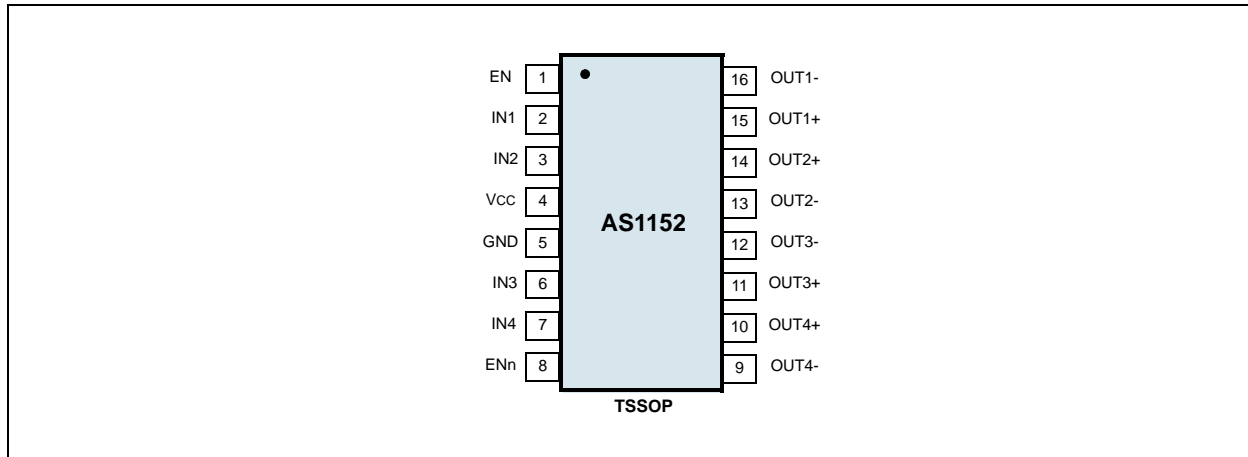 EN 1 16 OUT1-
IN1 2 15 OUT1+
IN2 3 14 OUT2+
VCC 4 13 OUT2-
AS1152
GND 5 12 OUT3-
IN3 6 11 OUT3+
IN4 7 10 OUT4+
ENn 8 9 OUT4-
TSSOP